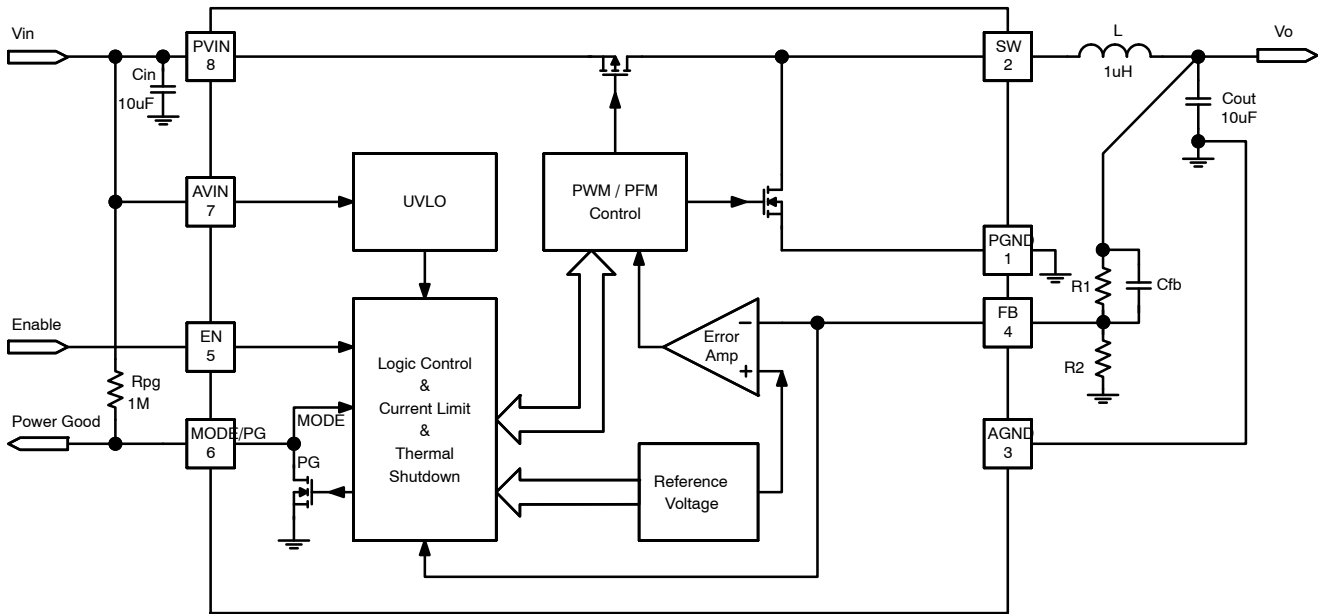 Vin
PVIN
8
Cin
10uF
SW
2
L
1uH
Vo
Cout
10uF
AVIN
7
UVLO
PWM / PFM
Control
PGND
1
R1
Cfb
Enable
EN
5
FB
4
−
Error
Amp
+
R2
Rpg
1M
Logic Control
&
Current Limit
&
Thermal
Shutdown
Power Good
MODE/PG
6
MODE
PG
AGND
3
Reference
Voltage